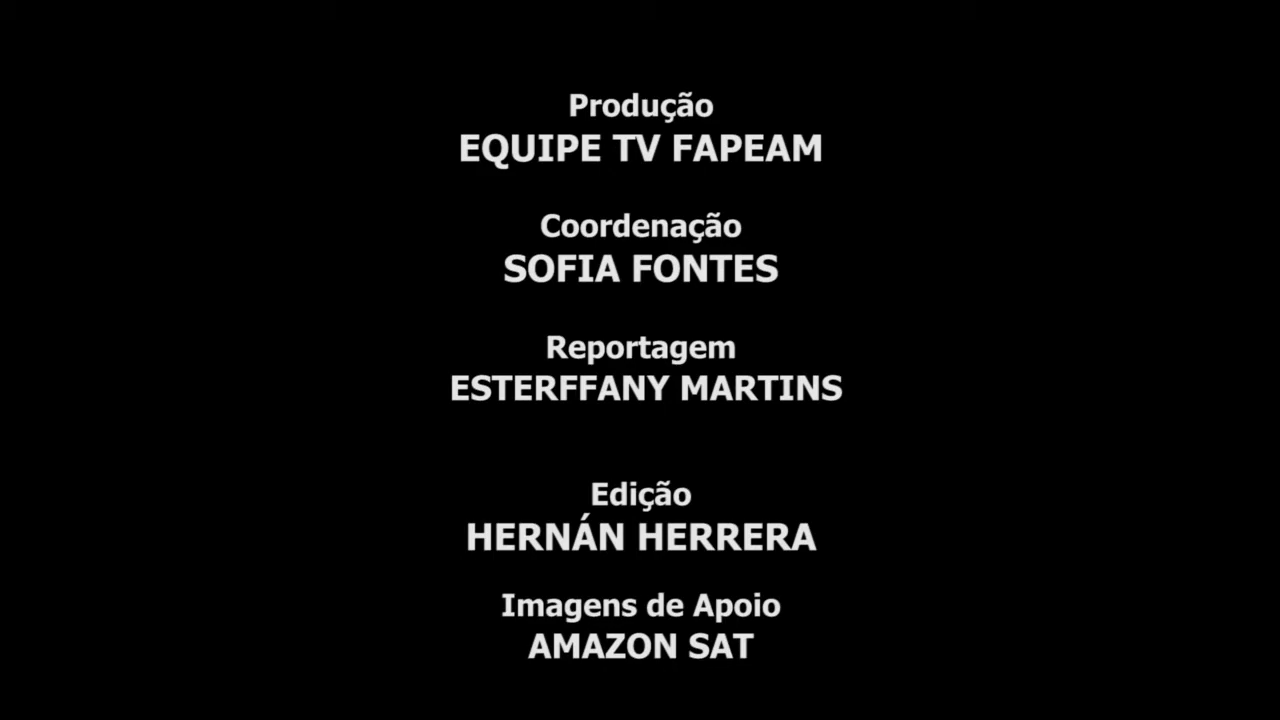 Produção
EQUIPE TV FAPEAM
Coordenação
SOFIA FONTES
Reportagem
ESTERFFANY MARTINS
Edição
HERNÁN HERRERA
Imagens de Apoio
AMAZON SAT